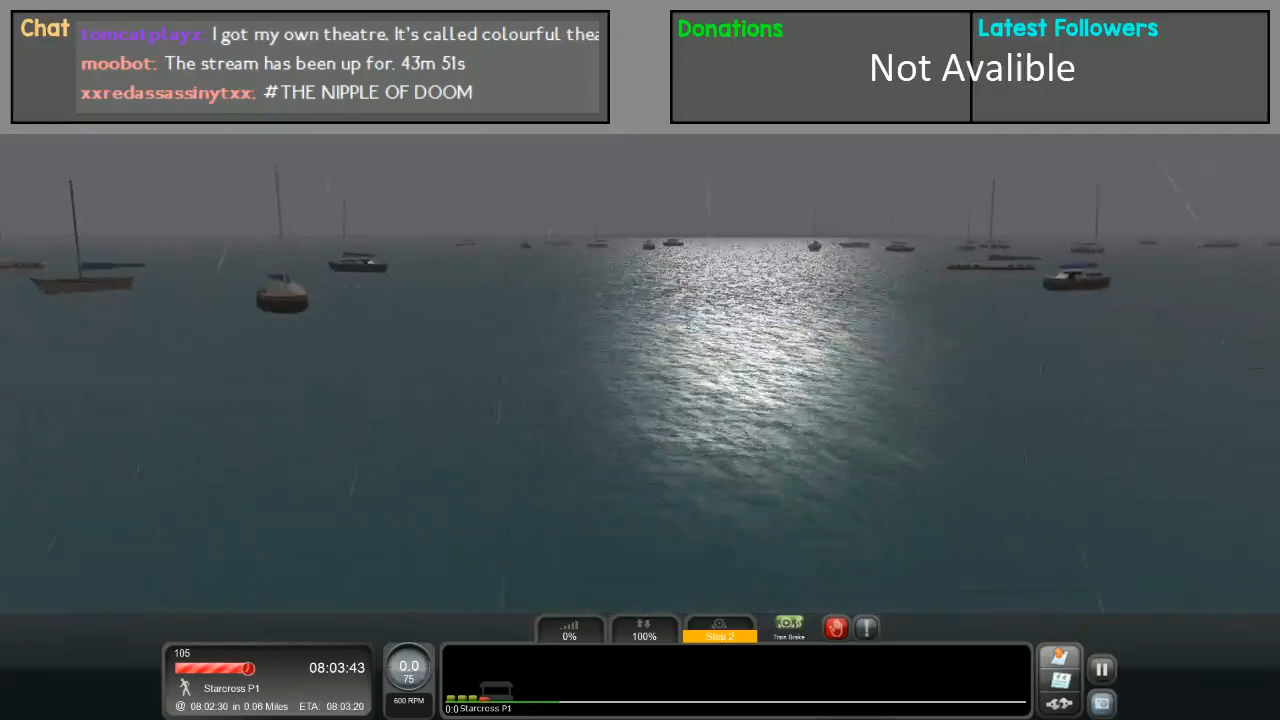 Chat
tomcatplayz: I got my own theatre. It's called colourful thea
moobot: The stream has been up for. 43m 51s
xxredassassinytxx: #THE NIPPLE OF DOOM
Donations
Latest Followers
Not Avalible
0%
100%
Step 2
Train Brake
105
08:03:43
Starcross P1
@ 08:02:30 in 0.06 Miles ETA: 08:03:20
0.0
75
600 RPM
(0:0) Starcross P1